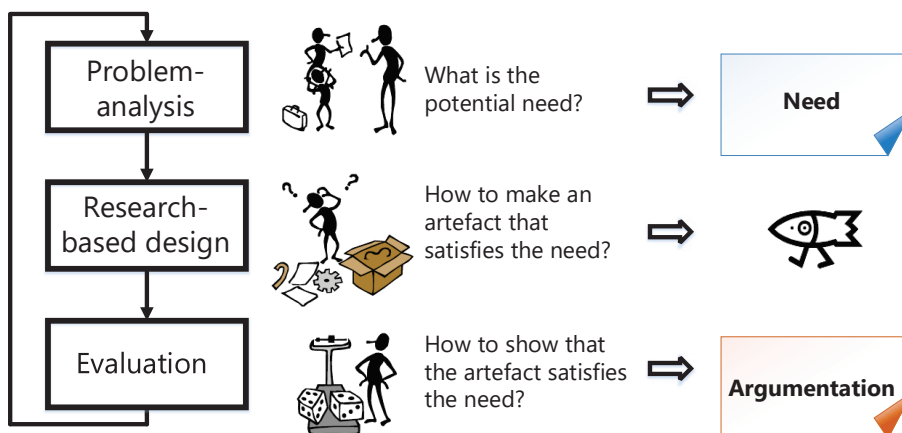 Problem-
analysis
What is the
potential need?
Need
Research-
based design
How to make an
artefact that
satisfies the need?
Evaluation
How to show that
the artefact satisfies
the need?
Argumentation